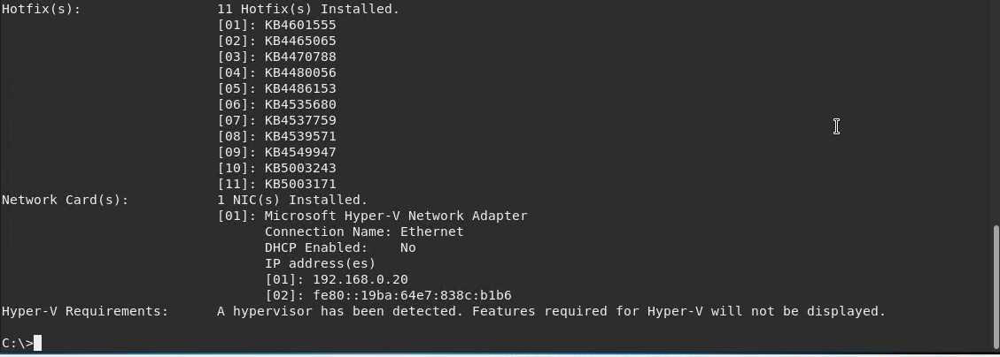 Hotfix(s): 11 Hotfix(s) Installed.
[01]: KB4601555
[02]: KB4465065
[03]: KB4470788
[04]: KB4480056
[05]: KB4486153
[06]: KB4535680
[07]: KB4537759
[08]: KB4539571
[09]: KB4549947
[10]: KB5003243
[11]: KB5003171
Network Card(s): 1 NIC(s) Installed.
[01]: Microsoft Hyper-V Network Adapter
Connection Name: Ethernet
DHCP Enabled: No
IP address(es)
[01]: 192.168.0.20
[02]: fe80::19ba:64e7:838c:b1b6
Hyper-V Requirements: A hypervisor has been detected. Features required for Hyper-V will not be displayed.
C:\>